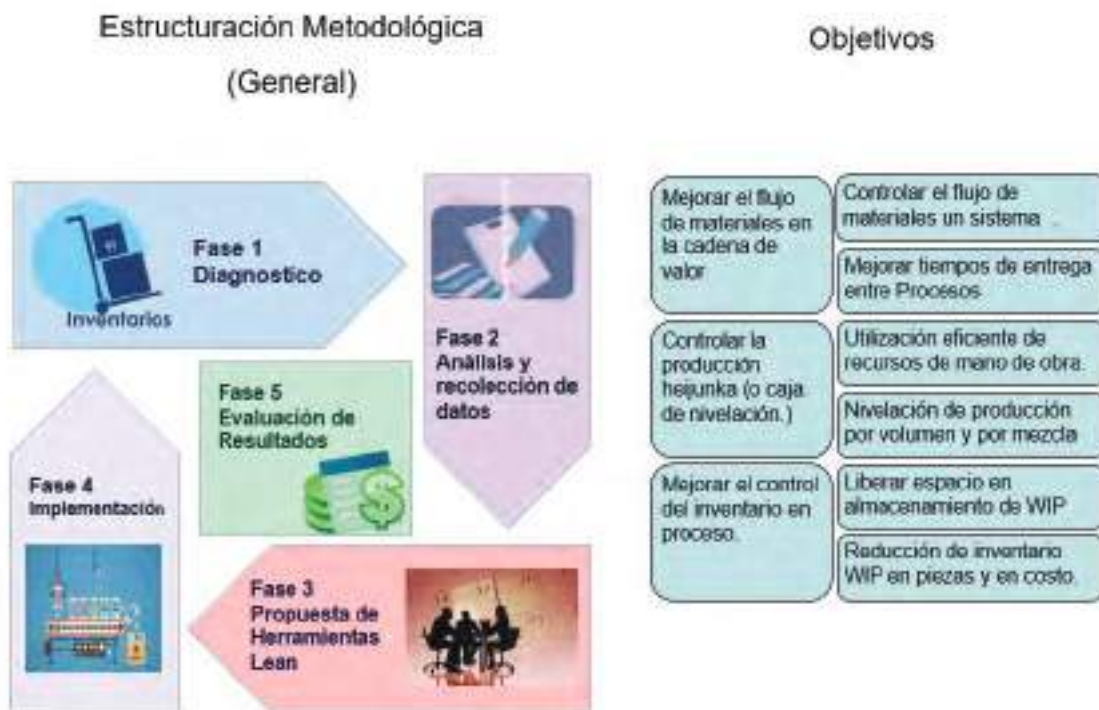 Estructuración Metodológica
(General)
Objetivos
Inventarios
Fase 1
Diagnostico
Fase 2
Análisis y
recolección de
datos
Fase 3
Propuesta de
Herramientas
Lean
Fase 4
Implementación
Fase 5
Evaluación de
Resultados
Mejorar el flujo
de materiales en
la cadena de
valor
Controlar el flujo de
materiales un sistema .
Mejorar tiempos de entrega
entre Procesos
Controlar la
producción
heijunka (o caja
de nivelación.)
Utilización eficiente de
recursos de mano de obra.
Nivelación de producción
por volumen y por mezcla
Mejorar el control
del inventario en
proceso.
Liberar espacio en
almacenamiento de WIP
Reducción de inventario
WIP en piezas y en costo.